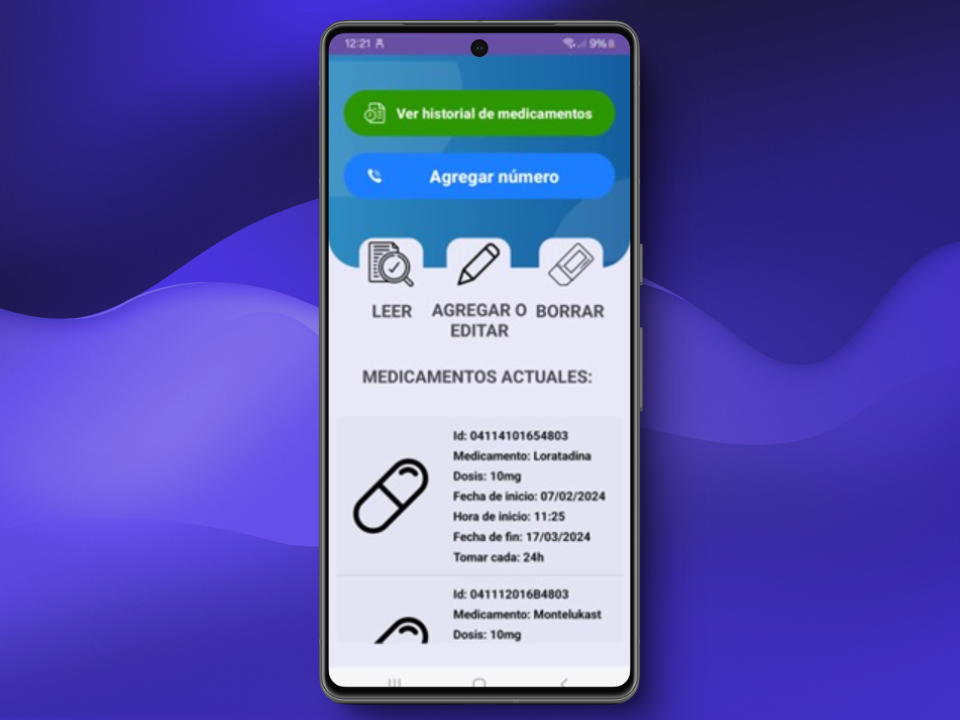 12:21
9%
Ver historial de medicamentos
Agregar número
LEER
AGREGAR O
EDITAR
BORRAR
MEDICAMENTOS ACTUALES:
Id: 04114101654803
Medicamento: Loratadina
Dosis: 10mg
Fecha de inicio: 07/02/2024
Hora de inicio: 11:25
Fecha de fin: 17/03/2024
Tomar cada: 24h
Id: 041112016B4803
Medicamento: Montelukast
Dosis: 10mg